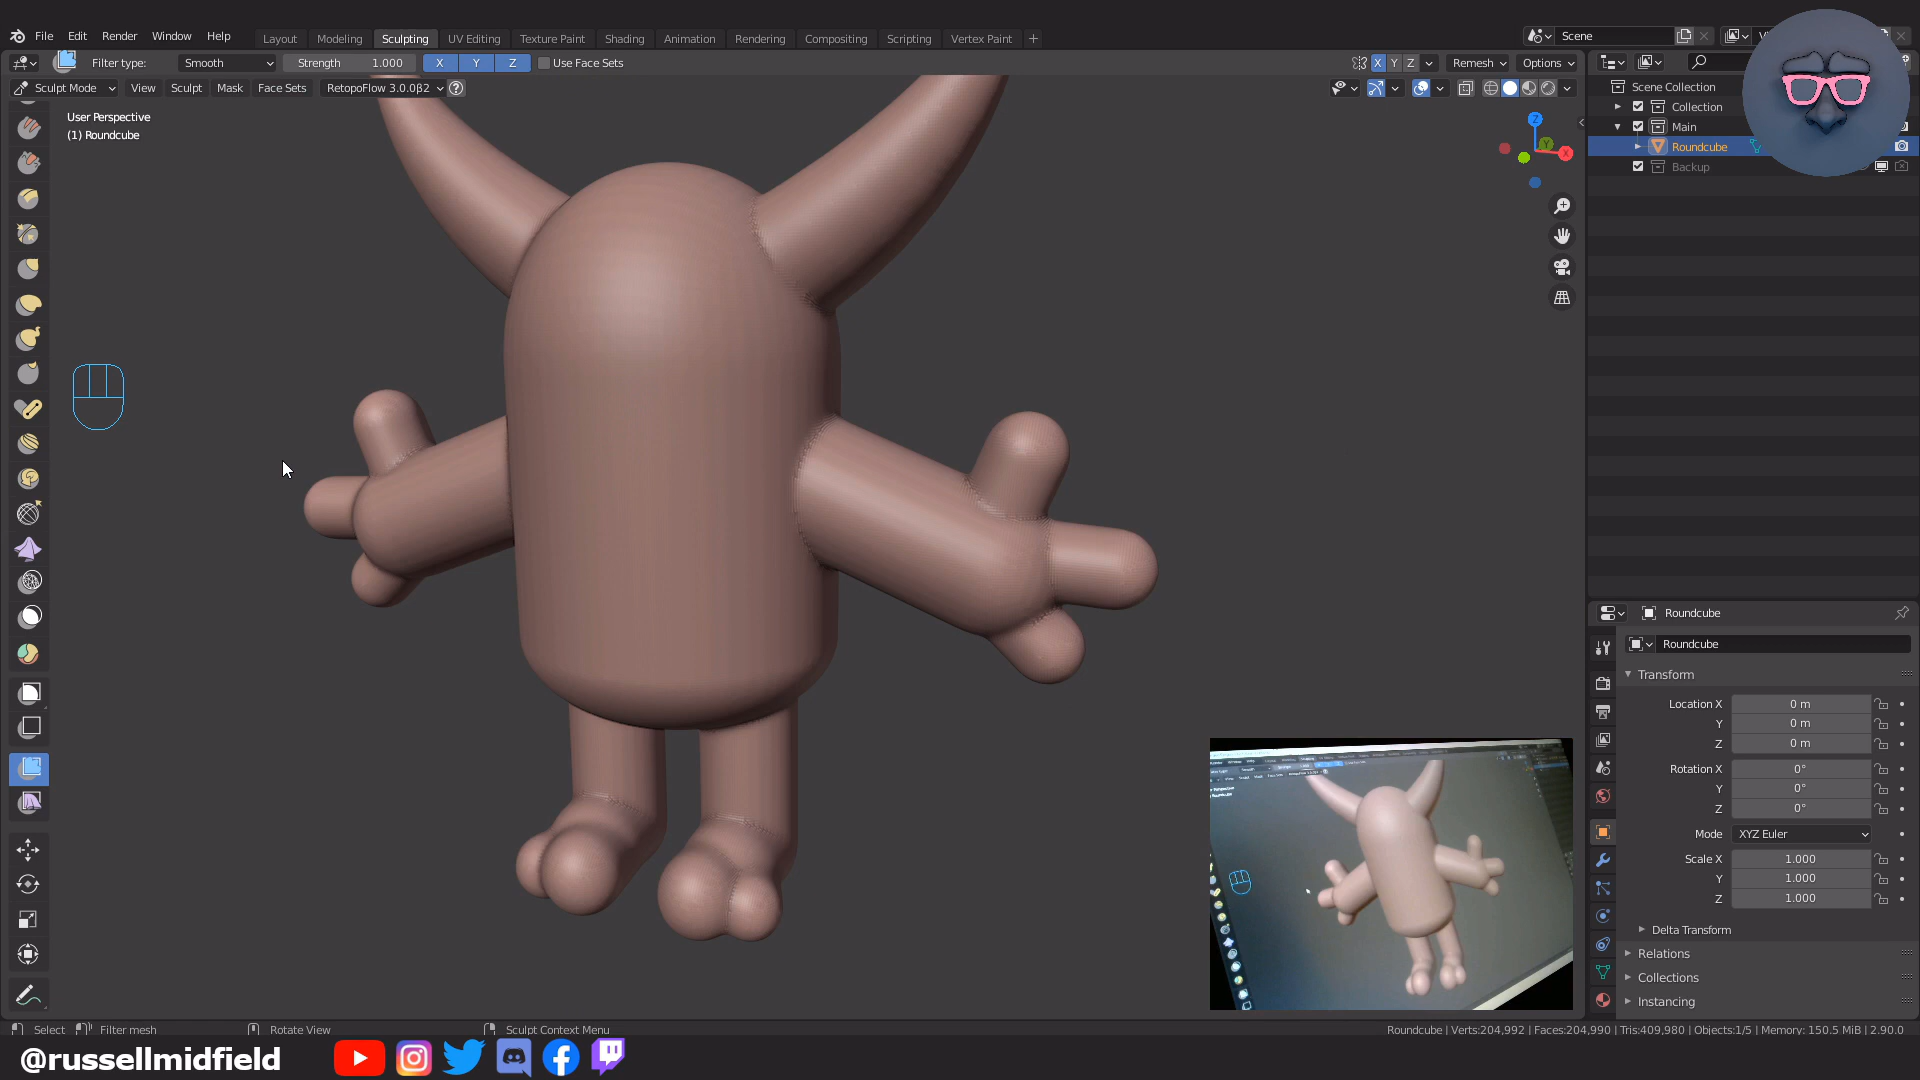 File Edit Render Window Help
Layout Modeling Sculpting UV Editing Texture Paint Shading Animation Rendering Compositing Scripting Vertex Paint +
Scene
Filter type: Smooth Strength 1.000 X Y Z Use Face Sets
X Y Z Remesh Options
Sculpt Mode View Sculpt Mask Face Sets RetopoFlow 3.0.0β2
User Perspective
(1) Roundcube
Z
Y
X
Scene Collection
Collection
Main
Roundcube
Backup
Roundcube
Roundcube
Transform
Location X 0 m
Y 0 m
Z 0 m
Rotation X 0°
Y 0°
Z 0°
Mode XYZ Euler
Scale X 1.000
Y 1.000
Z 1.000
Delta Transform
Relations
Collections
Instancing
Select Filter mesh Rotate View Sculpt Context Menu
Roundcube | Verts:204,992 | Faces:204,990 | Tris:409,980 | Objects:1/5 | Memory: 150.5 MiB | 2.90.0
@russellmidfield